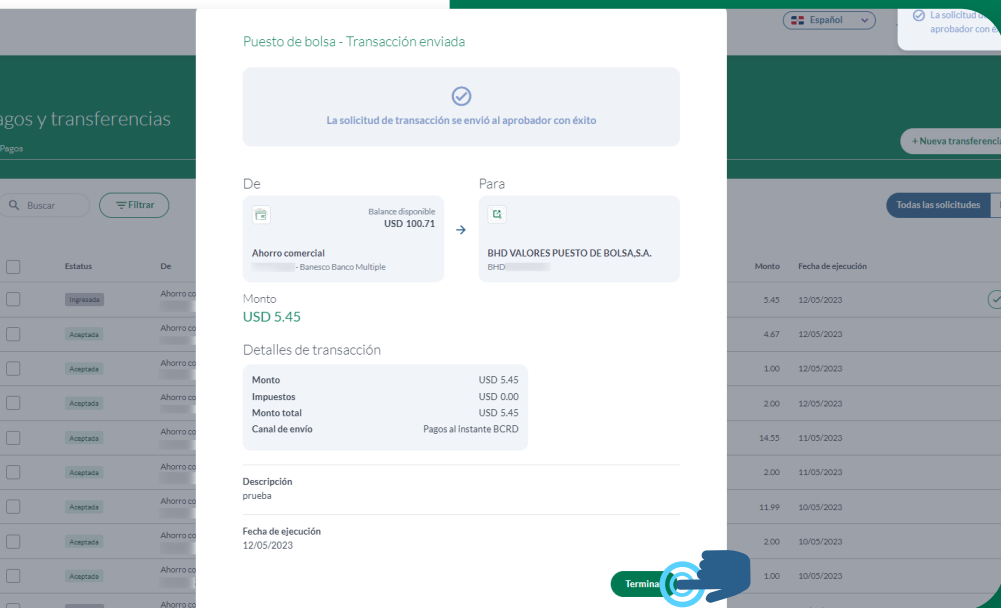 Español
La solicitud d
aprobador con é
Puesto de bolsa - Transacción enviada
La solicitud de transacción se envió al aprobador con éxito
agos y transferencias
Pagos
+ Nueva transferencia
De
Para
Buscar
Filtrar
Todas las solicitudes
Balance disponible
USD 100.71
Ahorro comercial
- Banesco Banco Multiple
BHD VALORES PUESTO DE BOLSA,S.A.
BHD
Estatus
De
Monto
Fecha de ejecución
Monto
USD 5.45
Ingresada
Ahorro co
5.45
12/05/2023
Aceptada
Ahorro co
4.67
12/05/2023
Detalles de transacción
Monto
USD 5.45
Impuestos
USD 0.00
Monto total
USD 5.45
Canal de envío
Pagos al instante BCRD
Aceptada
Ahorro co
1.00
12/05/2023
Aceptada
Ahorro co
2.00
12/05/2023
Aceptada
Ahorro co
14.55
11/05/2023
Aceptada
Ahorro co
2.00
11/05/2023
Descripción
prueba
Aceptada
Ahorro co
11.99
10/05/2023
Fecha de ejecución
12/05/2023
Aceptada
Ahorro co
2.00
10/05/2023
Aceptada
Ahorro co
1.00
10/05/2023
Termina
Ahorro co